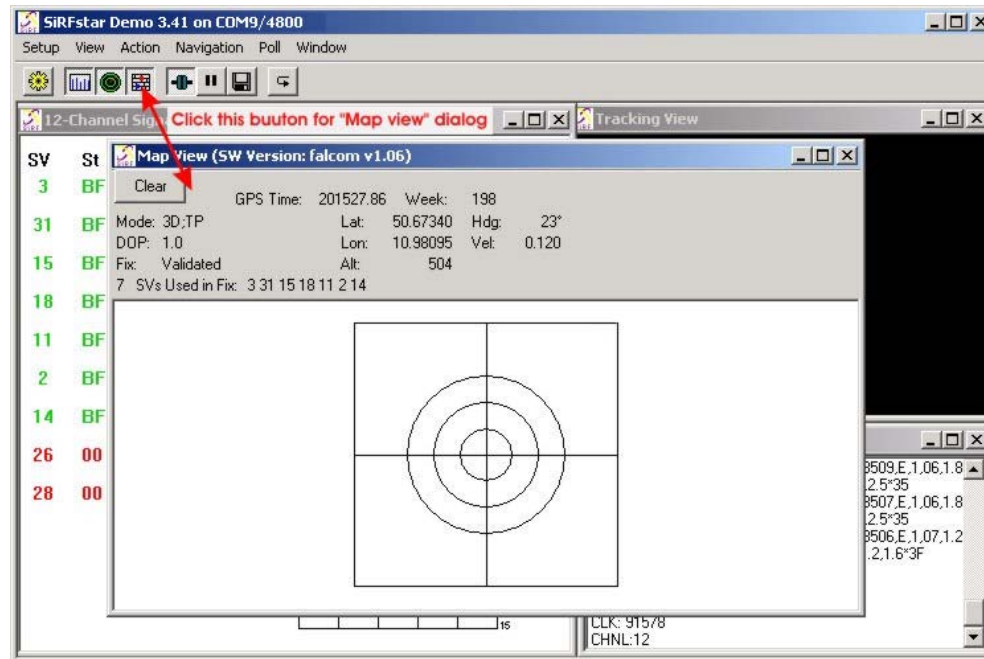 SiRFstar Demo 3.41 on COM9/4800
Setup View Action Navigation Poll Window
12-Channel Sig
Click this buuton for "Map view" dialog
Tracking View
SV St
3 BF
31 BF
15 BF
18 BF
11 BF
2 BF
14 BF
26 00
28 00
Map View (SW Version: falcom v1.06)
Clear
GPS Time: 201527.86 Week: 198
Mode: 3D;TP Lat: 50.67340 Hdg: 23°
DOP: 1.0 Lon: 10.98095 Vel: 0.120
Fix: Validated Alt: 504
7 SVs Used in Fix: 3 31 15 18 11 2 14
3509,E,1,06,1.8
.2.5*35
3507,E,1,06,1.8
.2.5*35
3506,E,1,07,1.2
.2,1.6*3F
15
CLK: 91578
CHNL:12